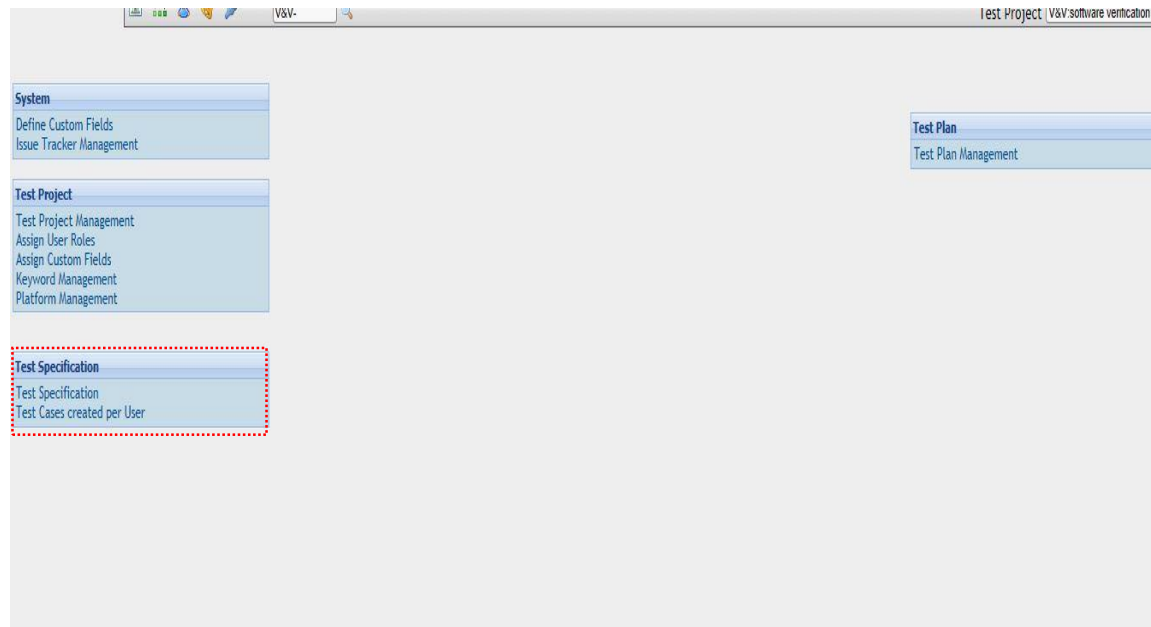 V&V-
Test Project V&V:software verification
System
Define Custom Fields
Issue Tracker Management
Test Plan
Test Plan Management
Test Project
Test Project Management
Assign User Roles
Assign Custom Fields
Keyword Management
Platform Management
Test Specification
Test Specification
Test Cases created per User